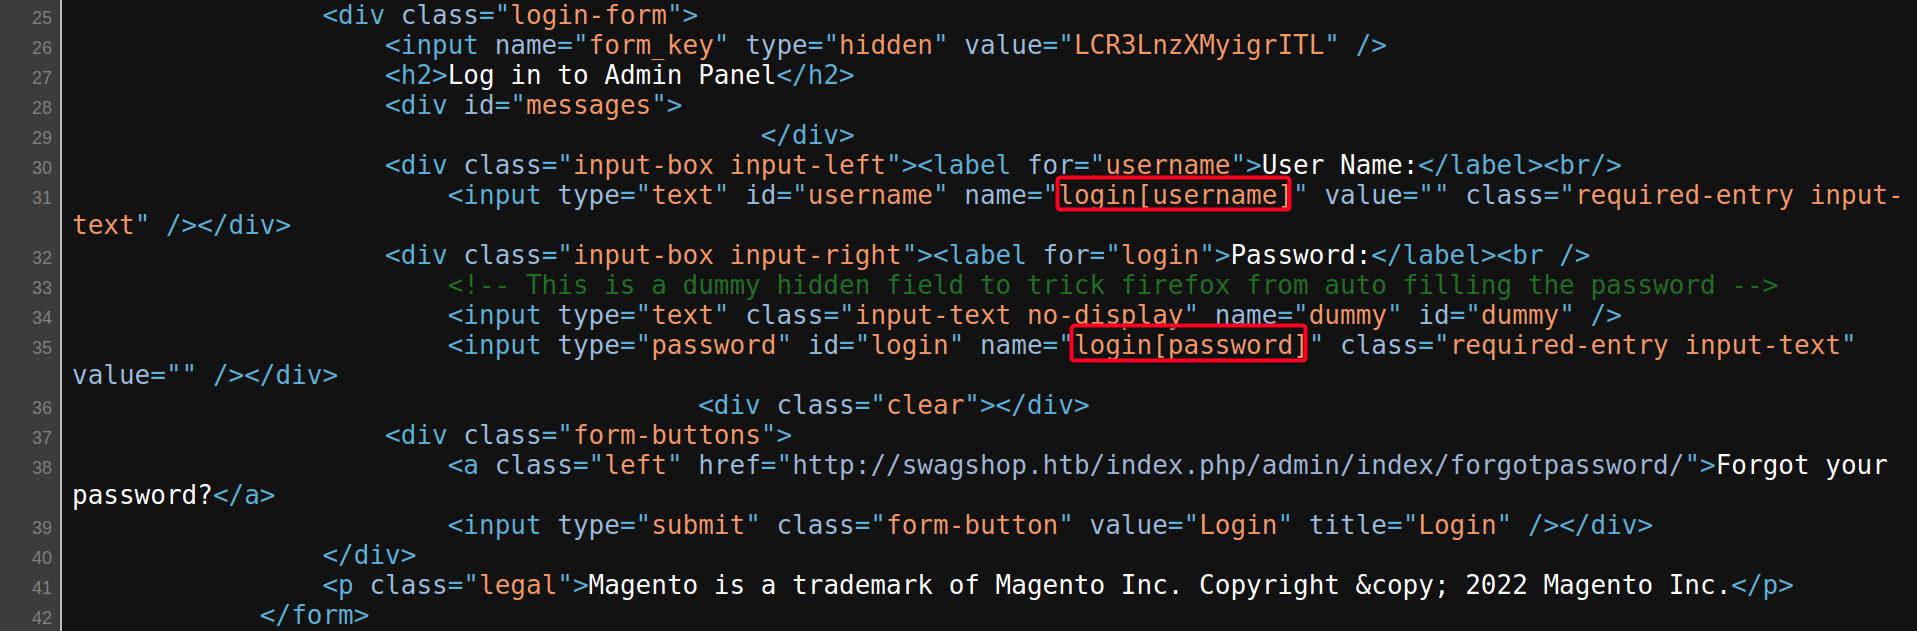 25 <div class="login-form">
26 <input name="form_key" type="hidden" value="LCR3LnzXMyigrITL" />
27 <h2>Log in to Admin Panel</h2>
28 <div id="messages">
29 </div>
30 <div class="input-box input-left"><label for="username">User Name:</label><br/>
31 <input type="text" id="username" name="login[username]" value="" class="required-entry input-
text" /></div>
32 <div class="input-box input-right"><label for="login">Password:</label><br />
33 <!-- This is a dummy hidden field to trick firefox from auto filling the password -->
34 <input type="text" class="input-text no-display" name="dummy" id="dummy" />
35 <input type="password" id="login" name="login[password]" class="required-entry input-text"
value="" /></div>
36 <div class="clear"></div>
37 <div class="form-buttons">
38 <a class="left" href="http://swagshop.htb/index.php/admin/index/forgotpassword/">Forgot your
password?</a>
39 <input type="submit" class="form-button" value="Login" title="Login" /></div>
40 </div>
41 <p class="legal">Magento is a trademark of Magento Inc. Copyright &copy; 2022 Magento Inc.</p>
42 </form>